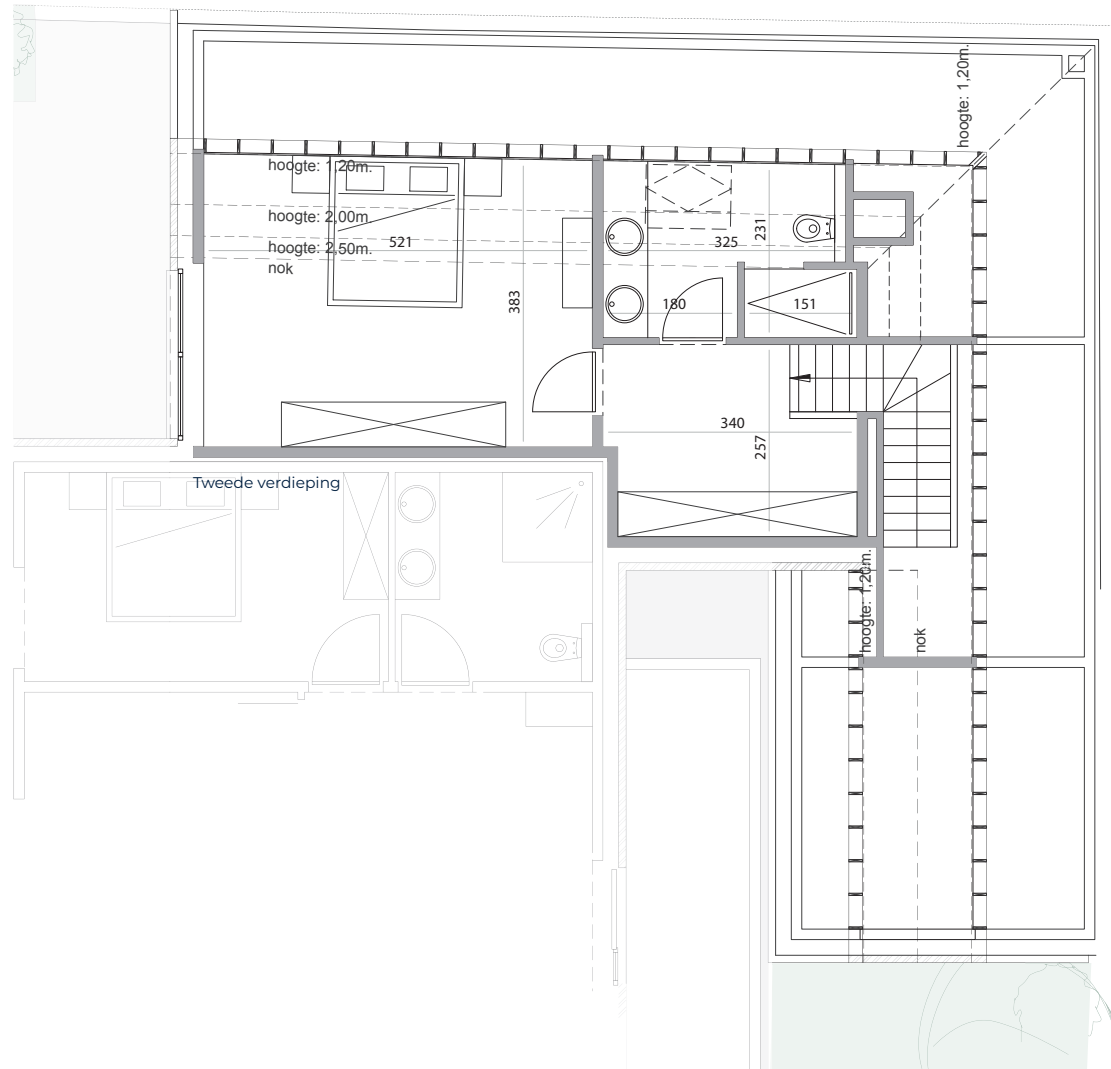 hoogte: 1,20m.
hoogte: 1,20m.
hoogte: 2,00m.
hoogte: 2,50m.
nok
521
383
325
231
180
151
340
257
Tweede verdieping
hoogte: 1,20m.
nok